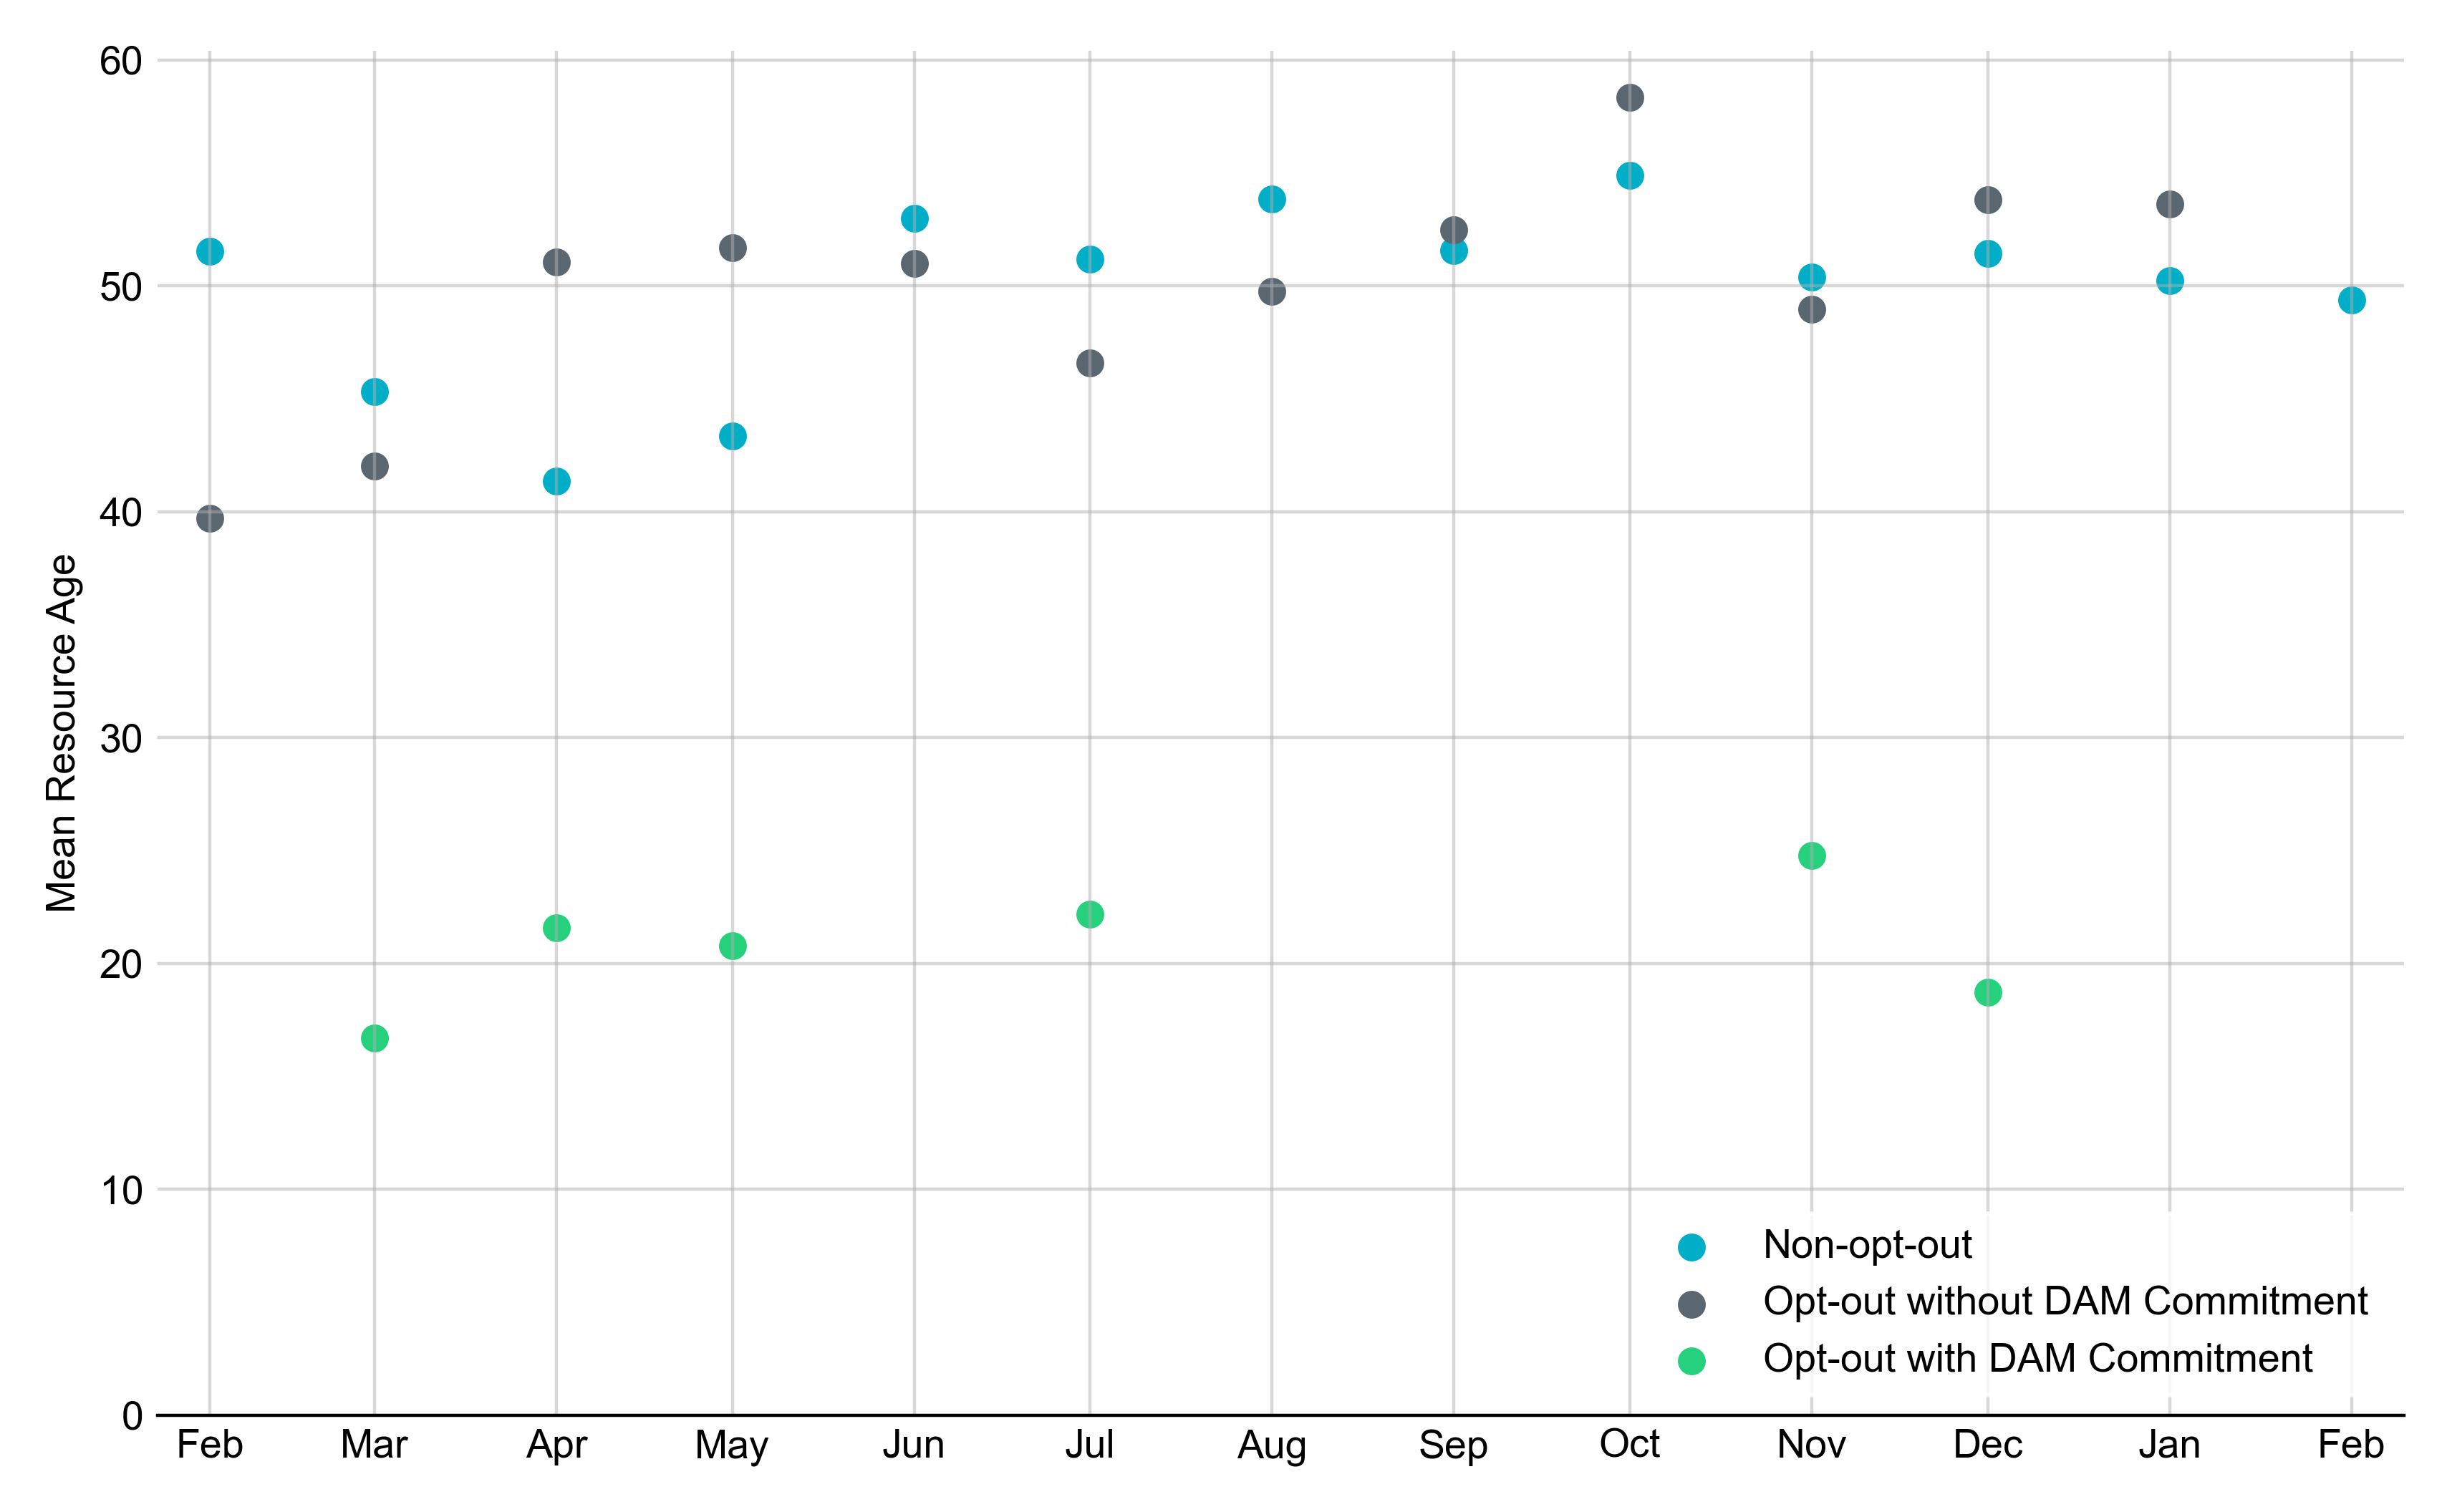 Mean Resource Age
60
50
40
30
20
10
0
Feb Mar Apr May Jun Jul Aug Sep Oct Nov Dec Jan Feb
Non-opt-out
Opt-out without DAM Commitment
Opt-out with DAM Commitment